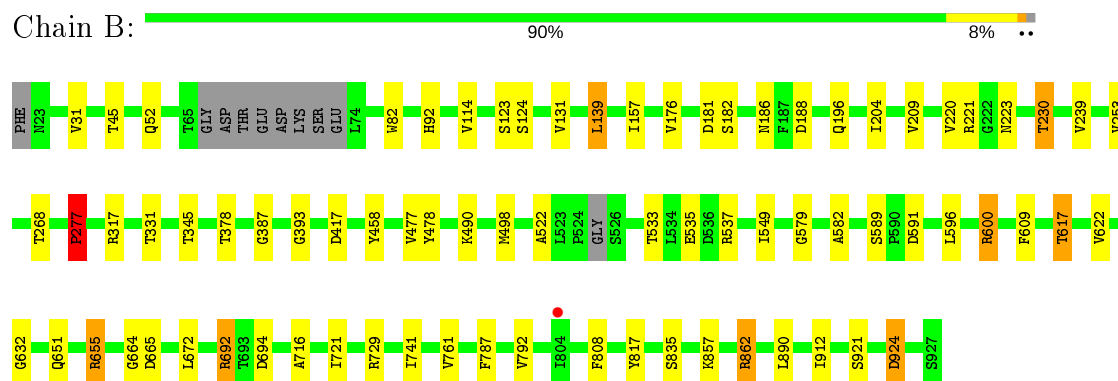 Chain B:
90% 8% ••
PHE N23 V31 T45 Q52 T65 GLY ASP THR GLU ASP LYS SER GLU L74 W82 H92 V114 S123 S124 V131 L139 I157 V176 D181 S182 N186 F187 D188 Q196 I204 V209 V220 R221 G222 N223 T230 V239 V253
T268 P277 R317 T331 T345 T378 G387 G393 D417 Y458 V477 Y478 K490 M498 A522 L523 P524 GLY S526 T533 L534 E535 D536 R537 I549 G579 A582 S589 P590 D591 L596 R600 F609 T617 V622
G632 Q651 R655 G664 D665 L672 R692 T693 D694 A716 I721 R729 I741 V761 F787 V792 I804 F808 Y817 S835 K857 R862 L890 I912 S921 D924 S927